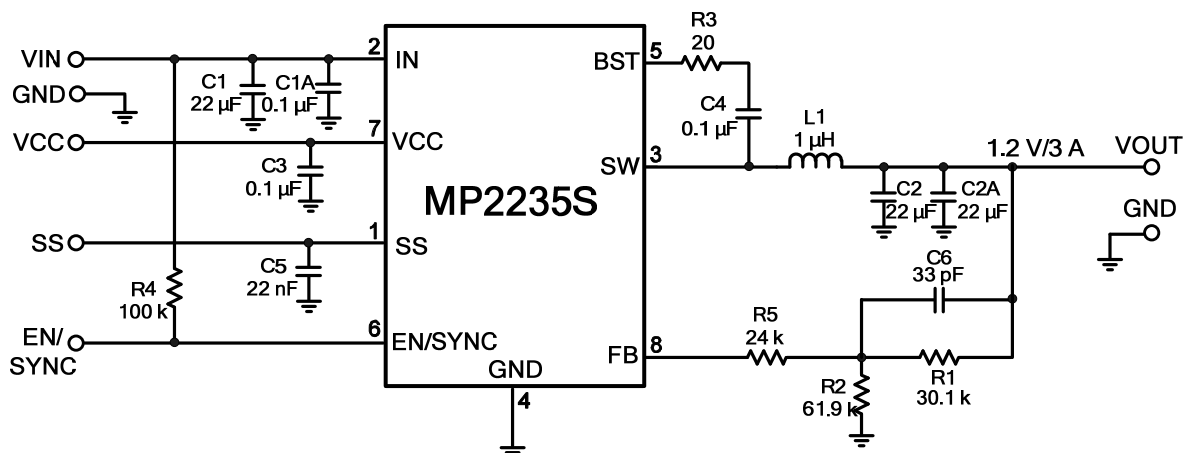 VIN
GND
VCC
SS
EN/
SYNC
R4
100 k
C1
22 µF
C1A
0.1 µF
C3
0.1 µF
C5
22 nF
2
IN
7
VCC
1
SS
6
EN/SYNC
MP2235S
GND
4
BST
5
SW
3
FB
8
R3
20
C4
0.1 µF
L1
1 µH
C2
22 µF
C2A
22 µF
1.2 V/3 A
VOUT
GND
C6
33 pF
R5
24 k
R2
61.9 k
R1
30.1 k